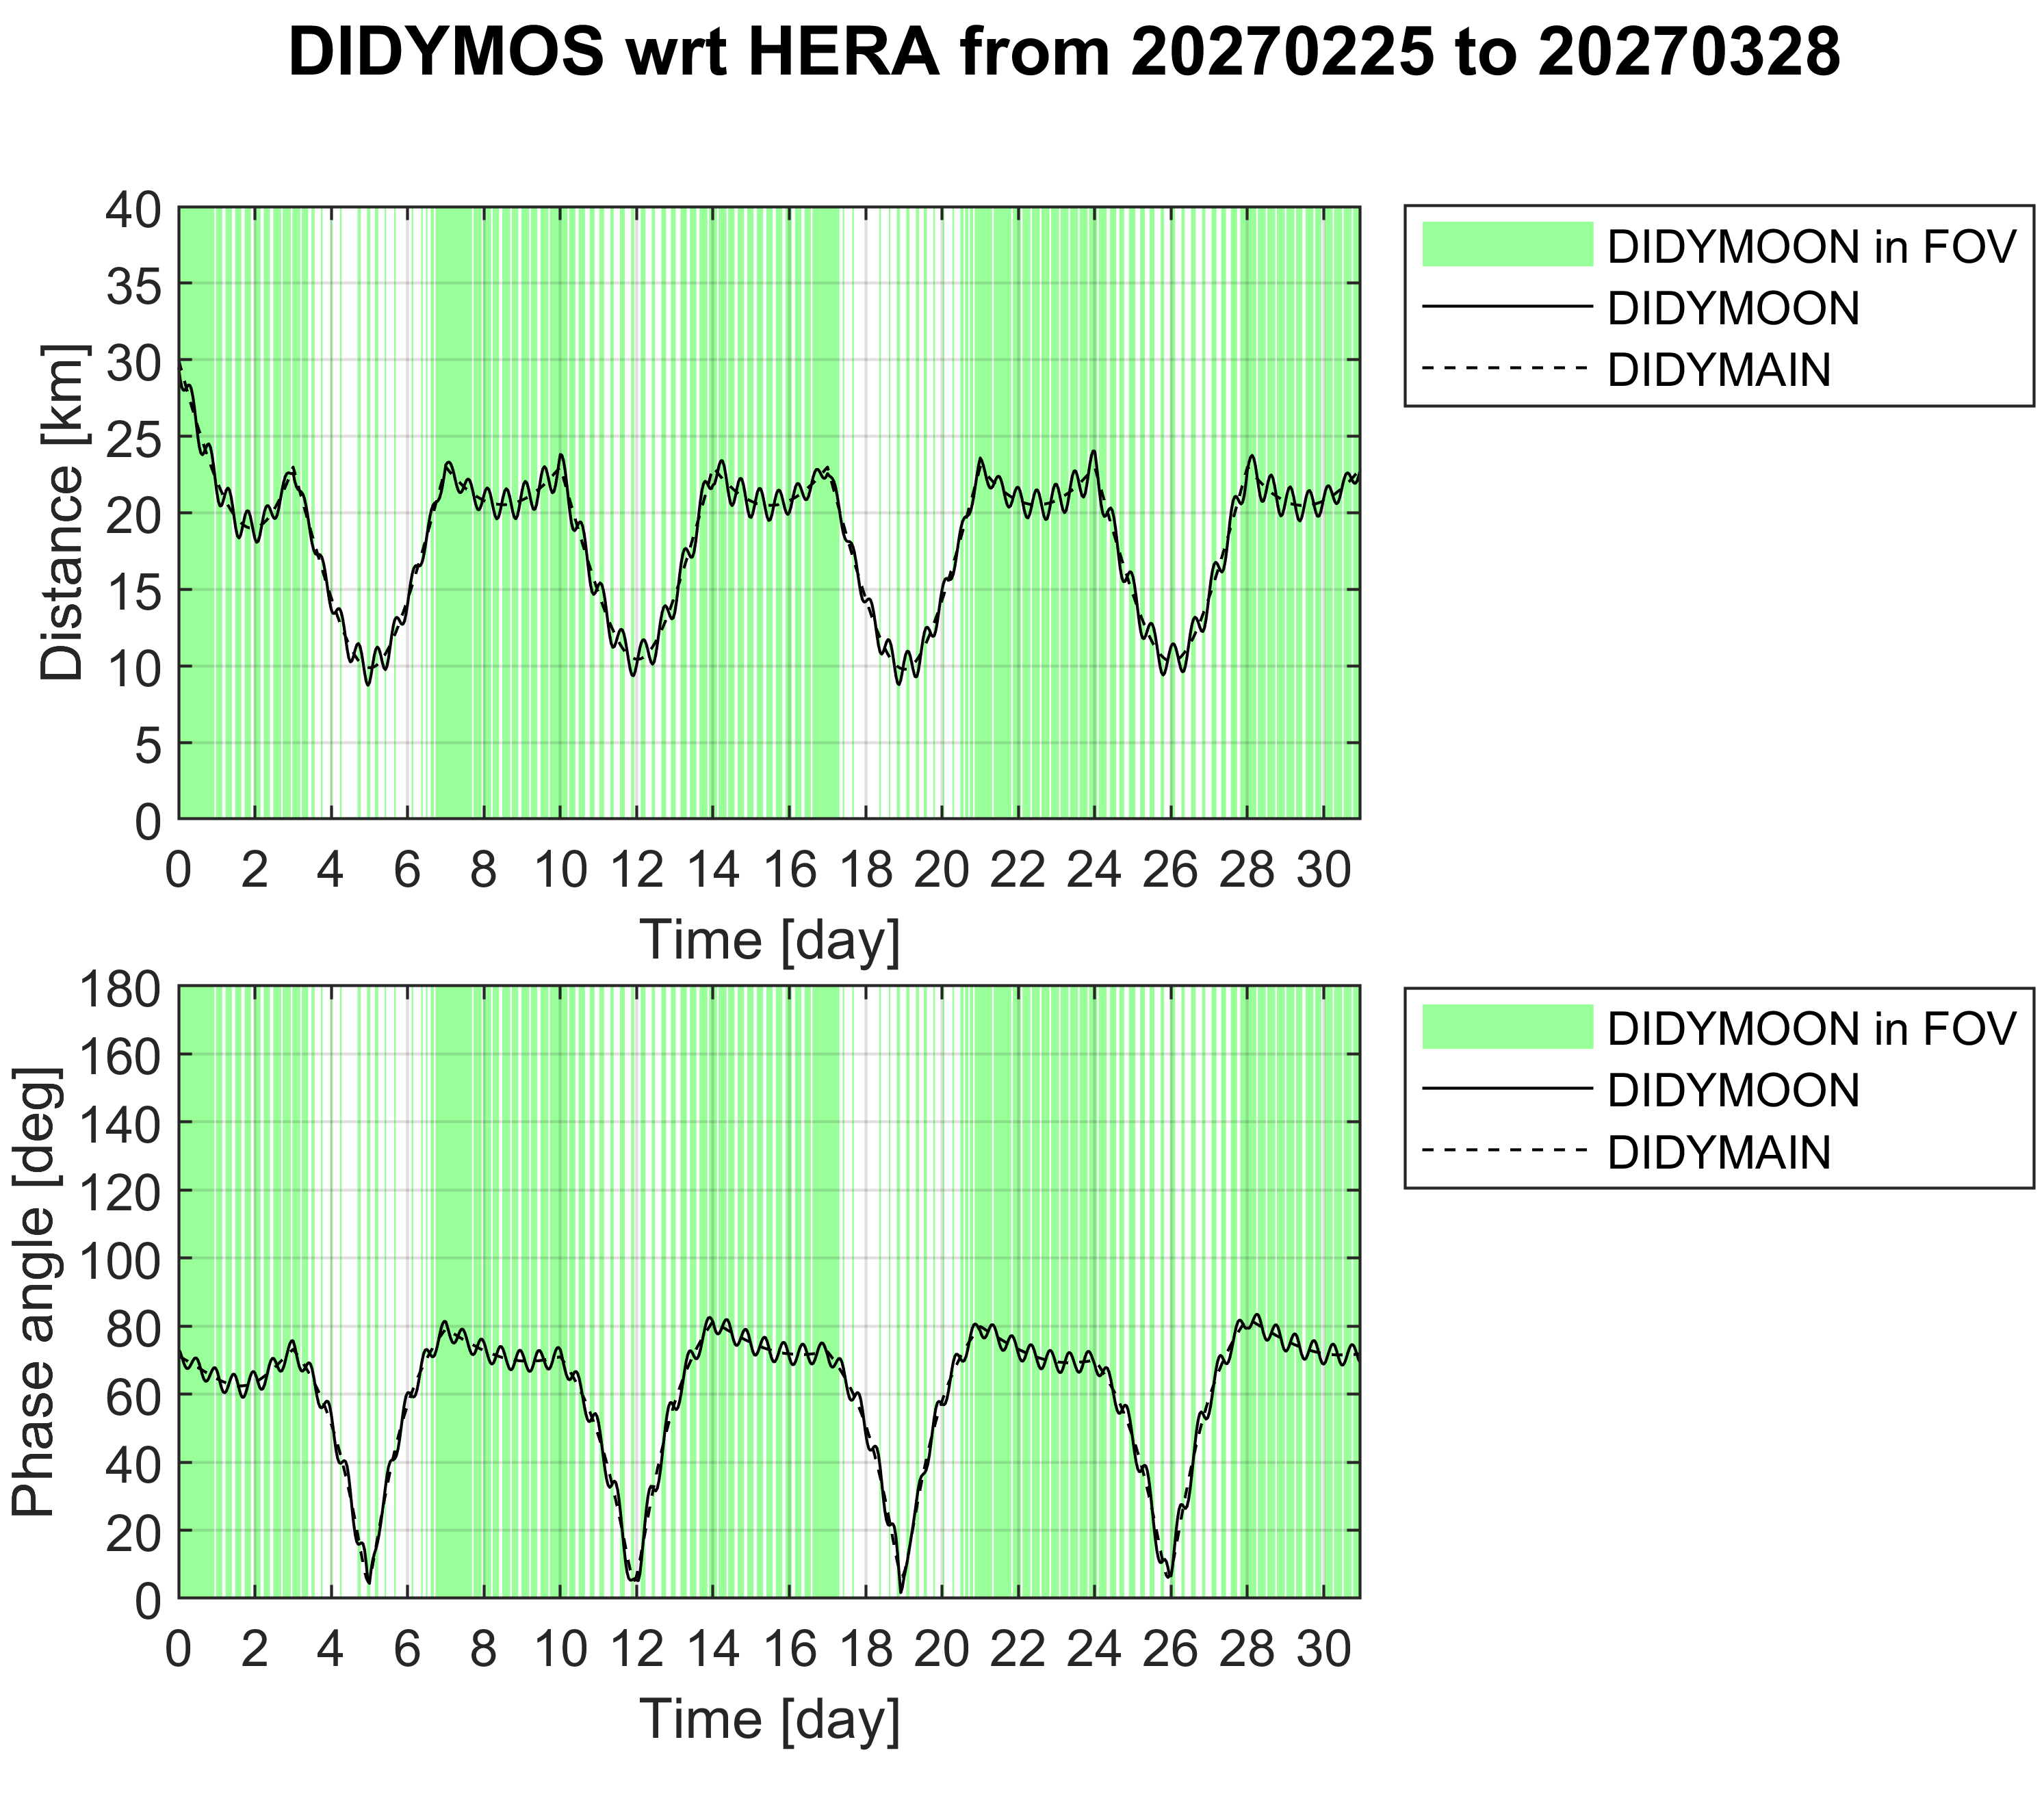 DIDYMOS wrt HERA from 20270225 to 20270328
40
35
30
25
20
15
10
5
0
Distance [km]
0 2 4 6 8 10 12 14 16 18 20 22 24 26 28 30
Time [day]
DIDYMOON in FOV
DIDYMOON
DIDYMAIN
180
160
140
120
100
80
60
40
20
0
Phase angle [deg]
0 2 4 6 8 10 12 14 16 18 20 22 24 26 28 30
Time [day]
DIDYMOON in FOV
DIDYMOON
DIDYMAIN